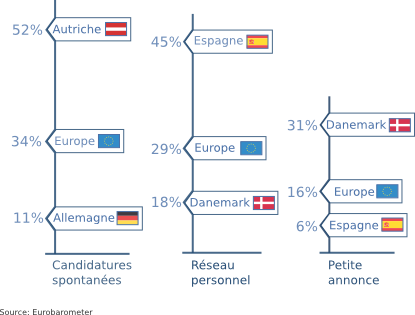 52% Autriche
34% Europe
11% Allemagne
Candidatures
spontanées
45% Espagne
29% Europe
18% Danemark
Réseau
personnel
31% Danemark
16% Europe
6% Espagne
Petite
annonce
Source: Eurobarometer